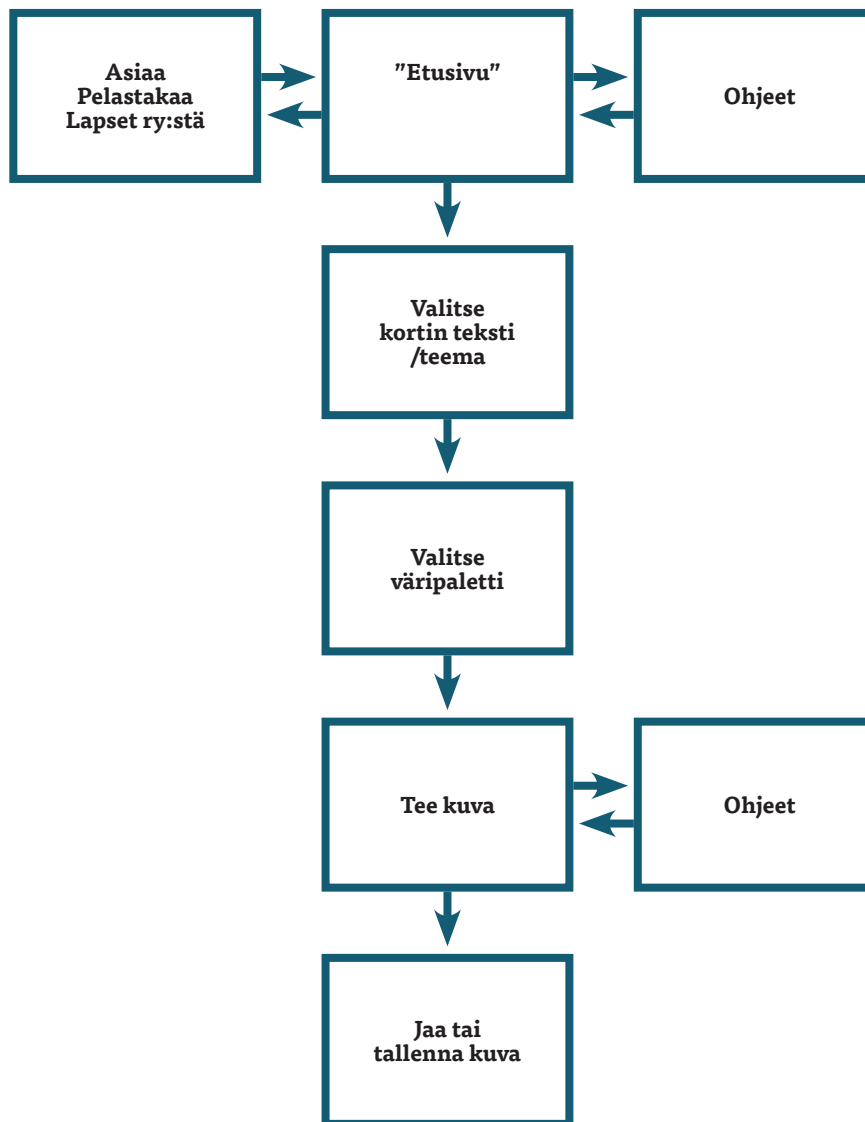 Asiaa
Pelastakaa
Lapset ry:stä
”Etusivu”
Ohjeet
Valitse
kortin teksti
/teema
Valitse
väripaletti
Tee kuva
Ohjeet
Jaa tai
tallenna kuva